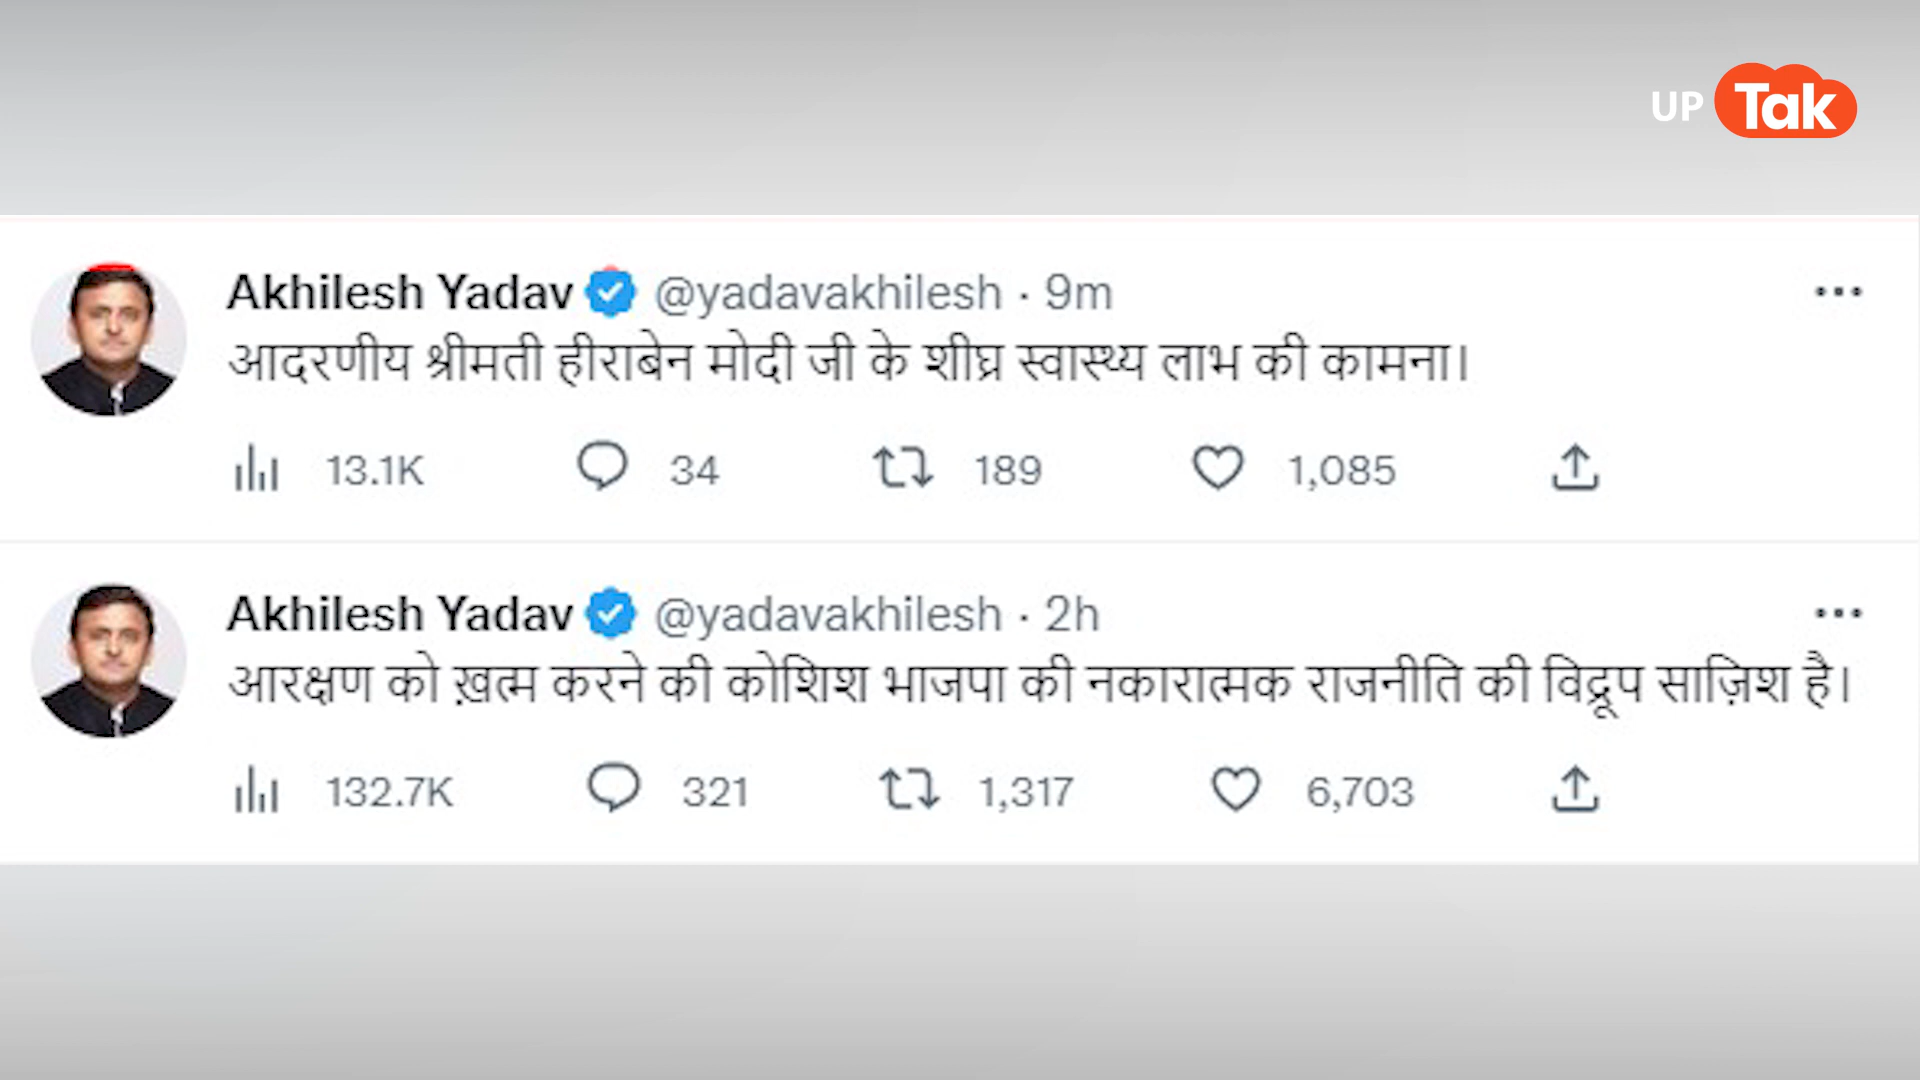 UP Tak
Akhilesh Yadav @yadavakhilesh · 9m
आदरणीय श्रीमती हीराबेन मोदी जी के शीघ्र स्वास्थ्य लाभ की कामना।
13.1K 34 189 1,085
Akhilesh Yadav @yadavakhilesh · 2h
आरक्षण को ख़त्म करने की कोशिश भाजपा की नकारात्मक राजनीति की विद्रूप साज़िश है।
132.7K 321 1,317 6,703